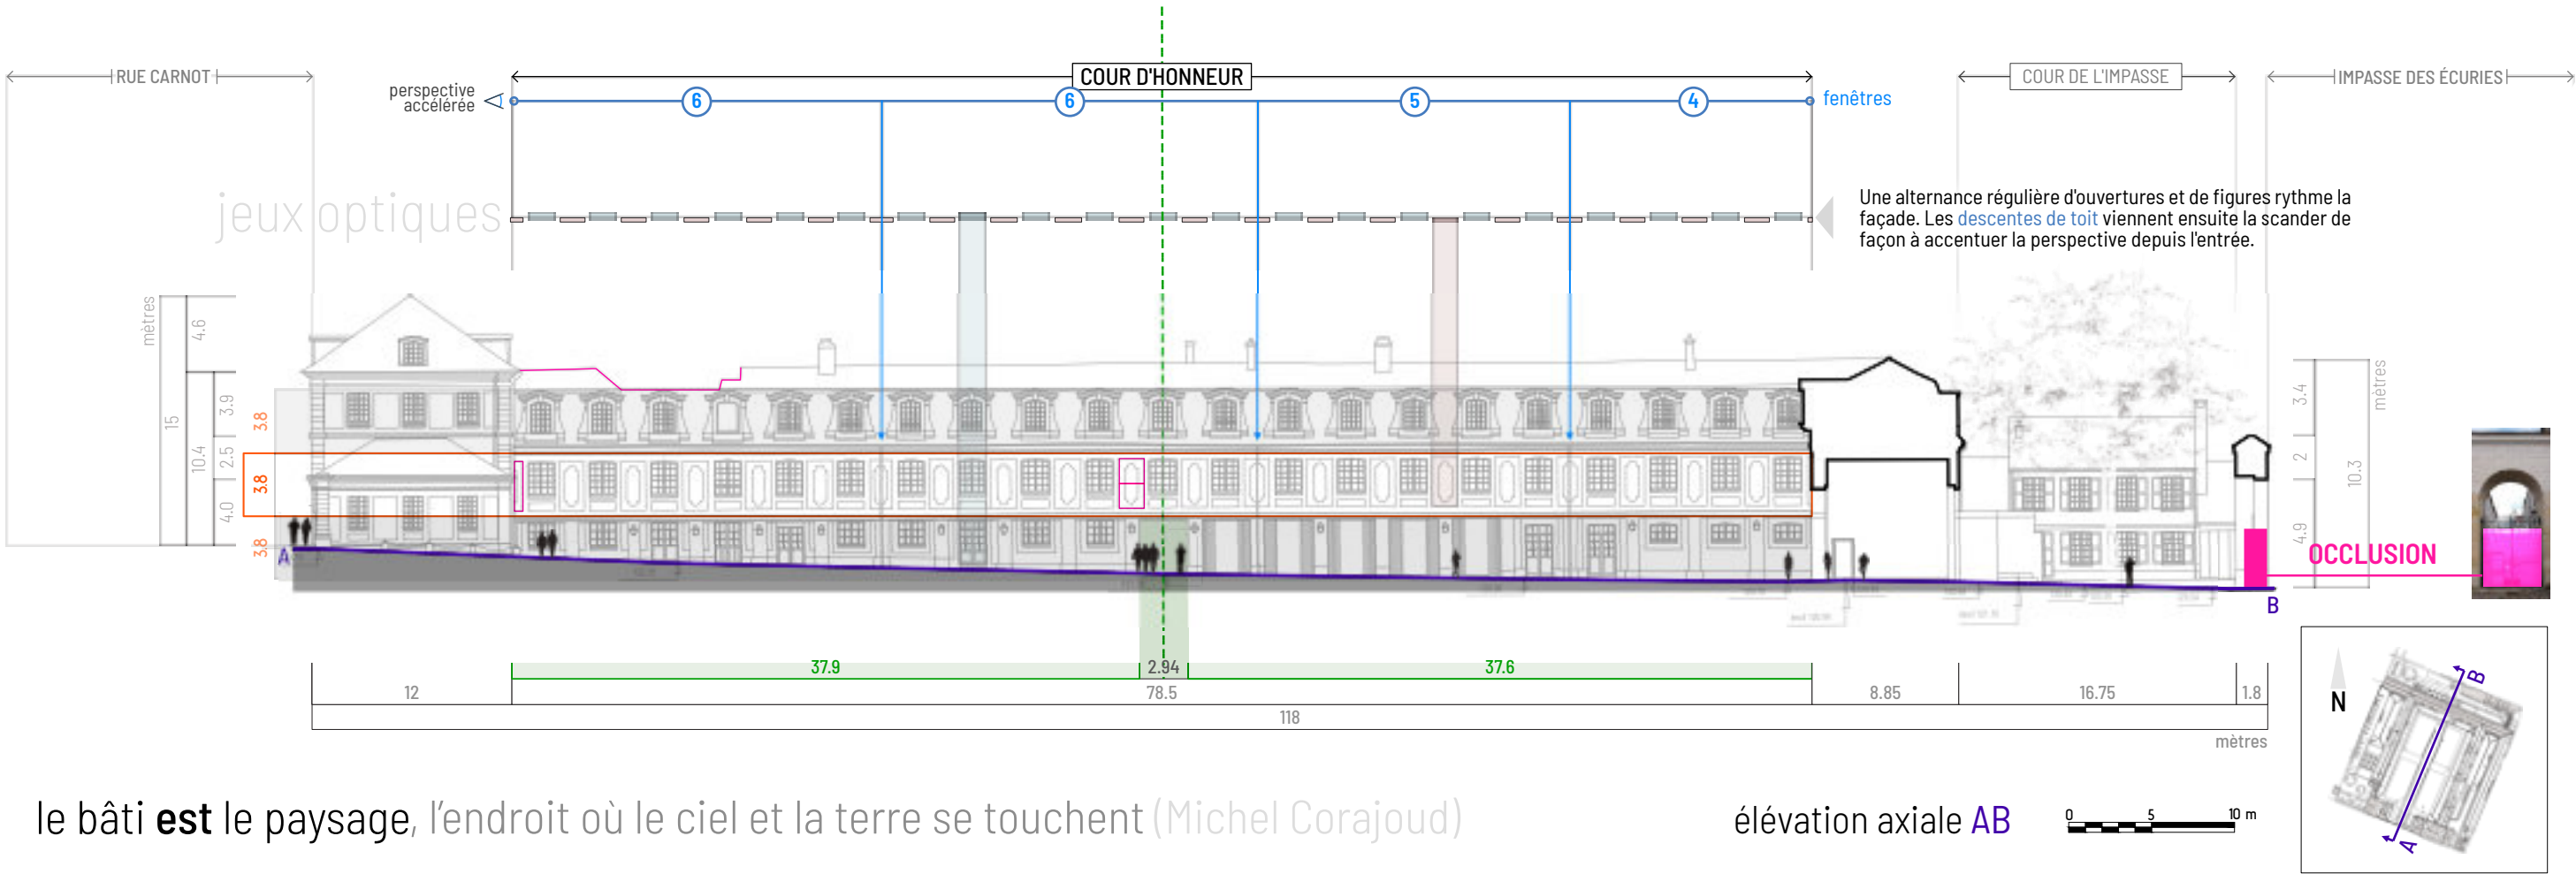 RUE CARNOT
COUR D'HONNEUR
COUR DE L'IMPASSE
IMPASSE DES ÉCURIES
perspective
accélérée
6
6
5
4
fenêtres
jeux optiques
Une alternance régulière d'ouvertures et de figures rythme la
façade. Les descentes de toit viennent ensuite la scander de
façon à accentuer la perspective depuis l'entrée.
mètres
15
4.6
10.4
3.9
2.5
4.0
3.8
3.8
3.8
A
3.4
2
4.9
10.3
mètres
OCCLUSION
B
37.9
2.94
37.6
12
78.5
8.85
16.75
1.8
118
mètres
N
B
A
le bâti est le paysage, l'endroit où le ciel et la terre se touchent (Michel Corajoud)
élévation axiale AB
0 5 10 m